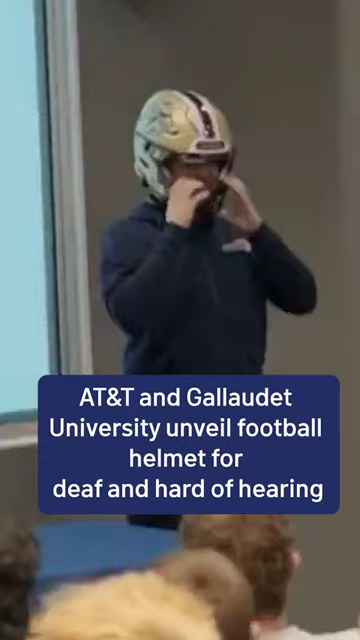 AT&T and Gallaudet
University unveil football
helmet for
deaf and hard of hearing